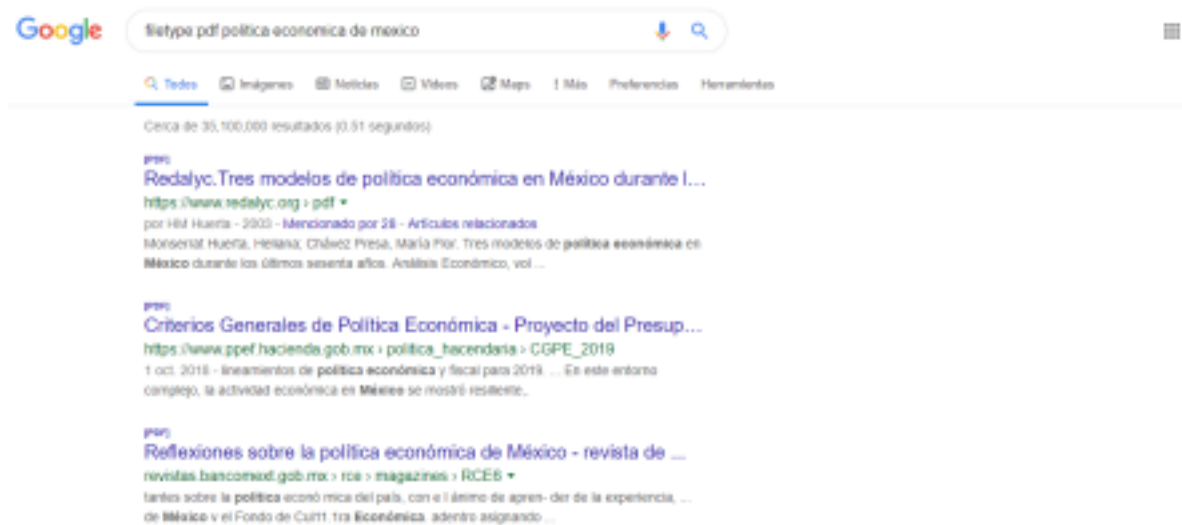 Google
filetype:pdf politica economica de mexico
Todos Imágenes Noticias Vídeos Maps Más Preferencias Herramientas
Cerca de 35,100,000 resultados (0.51 segundos)
[PDF]
Redalyc.Tres modelos de política económica en México durante l...
https://www.redalyc.org › pdf
por HM Huerta - 2003 - Mencionado por 28 - Artículos relacionados
Monserrat Huerta, Heliana; Chávez Presa, María Flor. Tres modelos de política económica en
México durante los últimos sesenta años. Análisis Económico, vol ...
[PDF]
Criterios Generales de Política Económica - Proyecto del Presup...
https://www.ppef.hacienda.gob.mx › politica_hacendaria › CGPE_2019
1 oct. 2018 - lineamientos de política económica y fiscal para 2019. ... En este entorno
complejo, la actividad económica en México se mostró resiliente,.
[PDF]
Reflexiones sobre la política económica de México - revista de ...
revistas.bancomext.gob.mx › rce › magazines › RCE6
tantes sobre la política econó mica del país, con e l ánimo de apren- der de la experiencia, ...
de México v el Fondo de Económica, adentro asignando ...